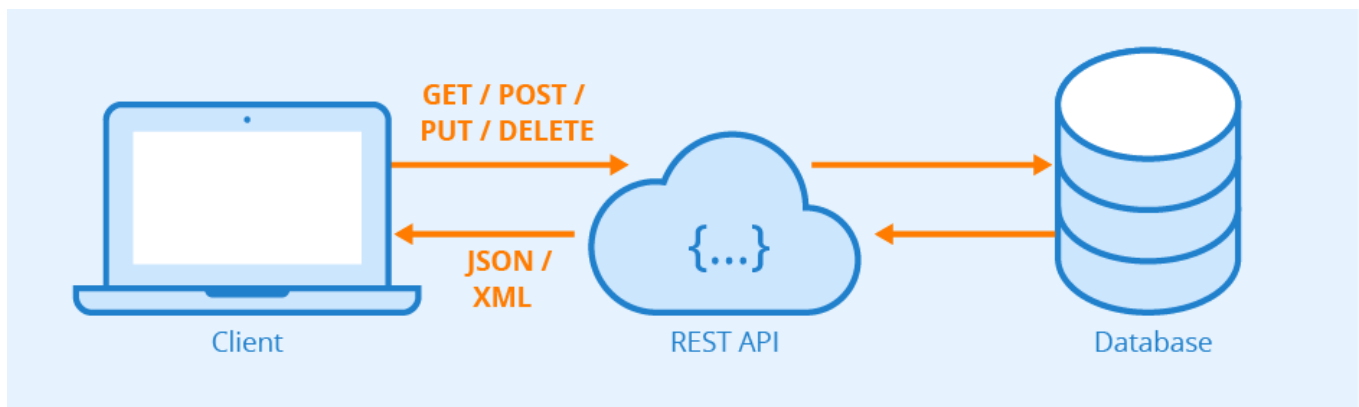 GET / POST /
PUT / DELETE
{...}
JSON /
XML
Client
REST API
Database